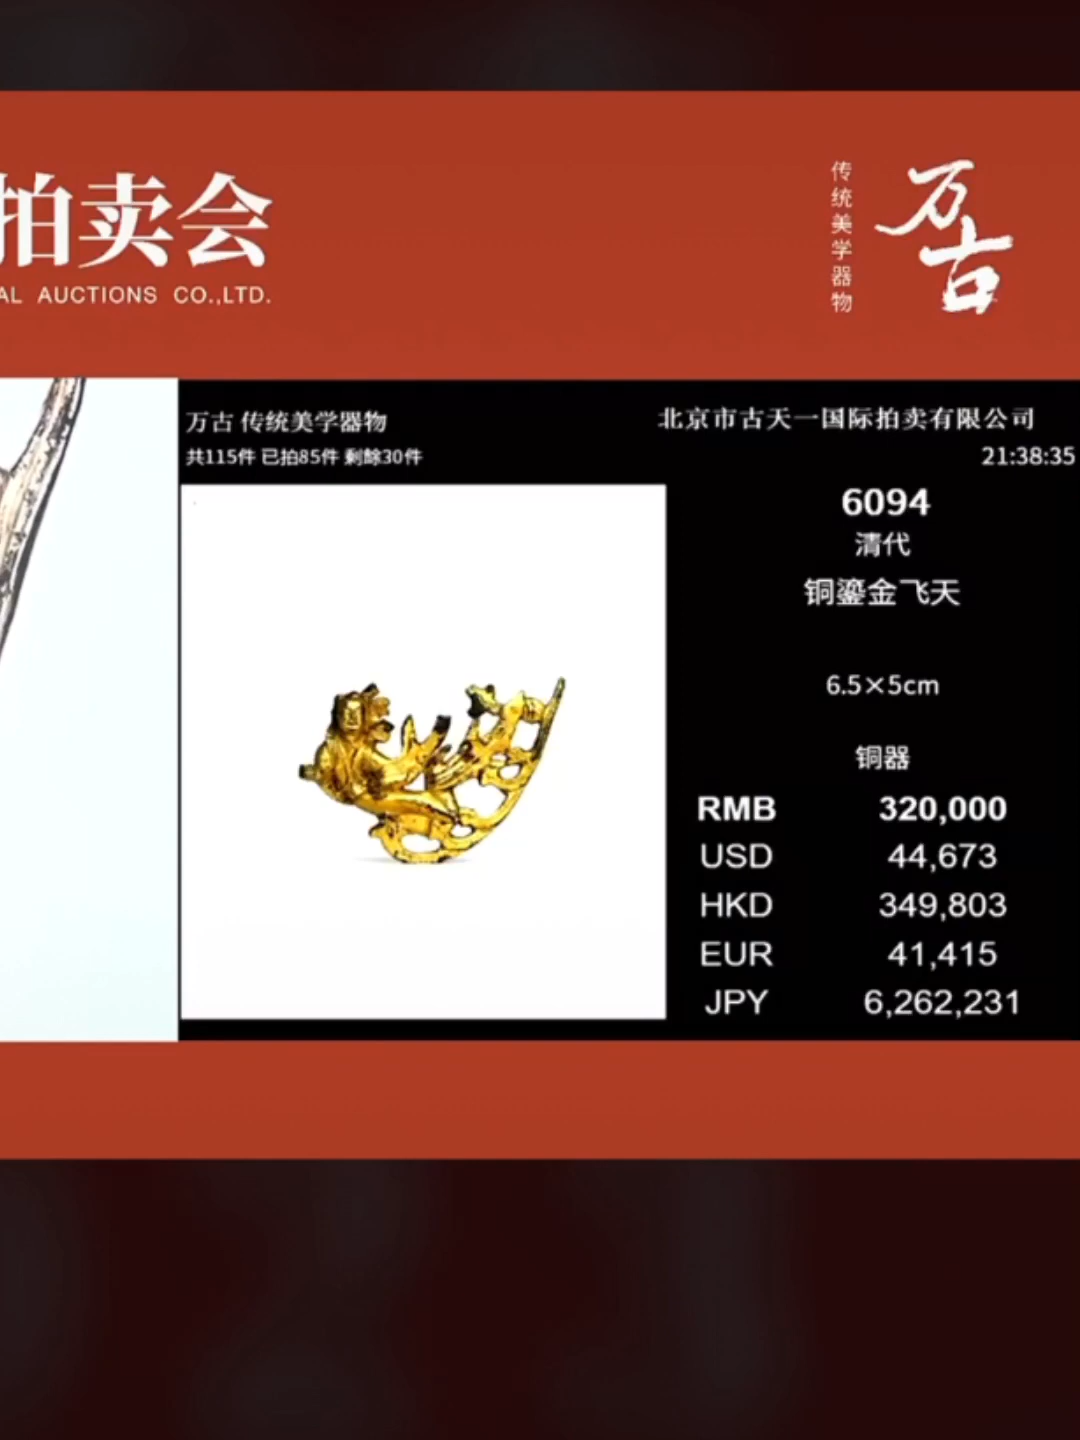 拍卖会
AL AUCTIONS CO.,LTD.
传统美学器物
万古
万古 传统美学器物
北京市古天一国际拍卖有限公司
共115件 已拍85件 剩餘30件
21:38:35
6094
清代
铜鎏金飞天
6.5×5cm
铜器
RMB 320,000
USD 44,673
HKD 349,803
EUR 41,415
JPY 6,262,231